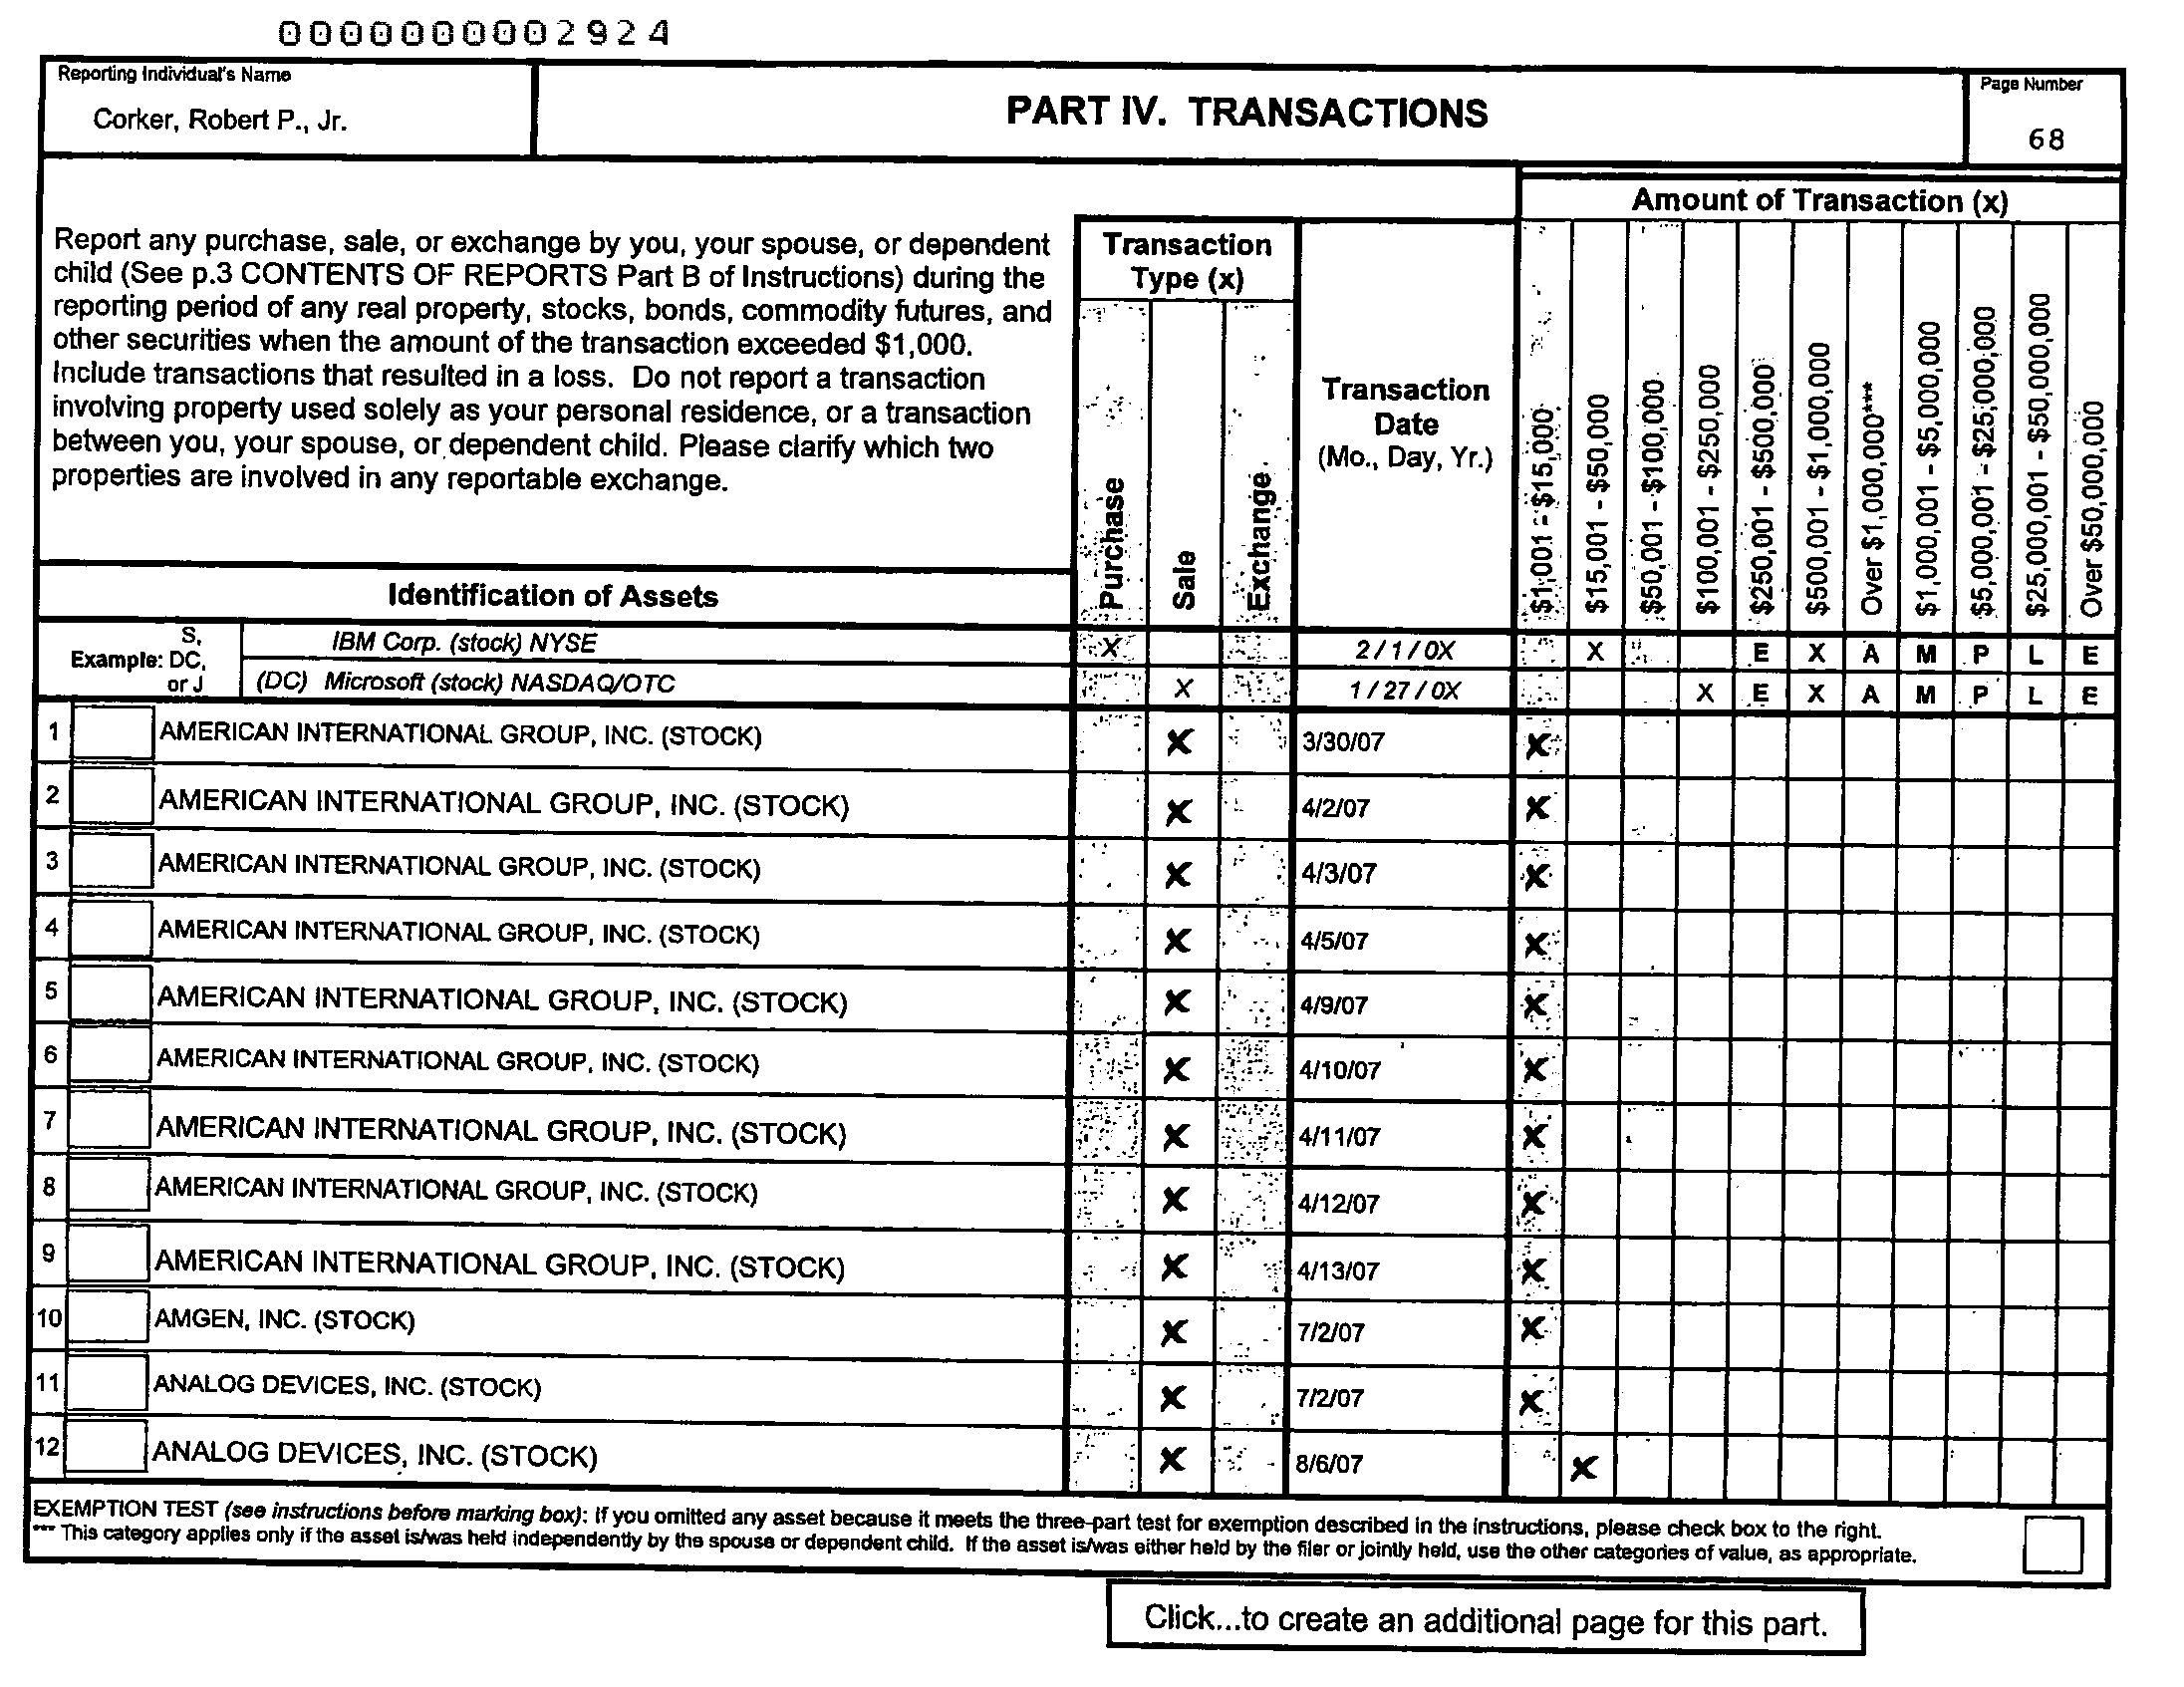 0000000002924
Reporting Individual's Name
Corker, Robert P., Jr.
PART IV. TRANSACTIONS
Page Number
68
Report any purchase, sale, or exchange by you, your spouse, or dependent
child (See p.3 CONTENTS OF REPORTS Part B of Instructions) during the
reporting period of any real property, stocks, bonds, commodity futures, and
other securities when the amount of the transaction exceeded $1,000.
Include transactions that resulted in a loss. Do not report a transaction
involving property used solely as your personal residence, or a transaction
between you, your spouse, or dependent child. Please clarify which two
properties are involved in any reportable exchange.
Transaction
Type (x)
Purchase
Sale
Exchange
Transaction
Date
(Mo., Day, Yr.)
Amount of Transaction (x)
$1,001 - $15,000
$15,001 - $50,000
$50,001 - $100,000
$100,001 - $250,000
$250,001 - $500,000
$500,001 - $1,000,000
Over $1,000,000***
$1,000,001 - $5,000,000
$5,000,001 - $25,000,000
$25,000,001 - $50,000,000
Over $50,000,000
Identification of Assets
Example: S, DC, or J
IBM Corp. (stock) NYSE X 2 / 1 / 0X X E X A M P L E
(DC) Microsoft (stock) NASDAQ/OTC X 1 / 27 / 0X X E X A M P L E
1 AMERICAN INTERNATIONAL GROUP, INC. (STOCK) X 3/30/07 X
2 AMERICAN INTERNATIONAL GROUP, INC. (STOCK) X 4/2/07 X
3 AMERICAN INTERNATIONAL GROUP, INC. (STOCK) X 4/3/07 X
4 AMERICAN INTERNATIONAL GROUP, INC. (STOCK) X 4/5/07 X
5 AMERICAN INTERNATIONAL GROUP, INC. (STOCK) X 4/9/07 X
6 AMERICAN INTERNATIONAL GROUP, INC. (STOCK) X 4/10/07 X
7 AMERICAN INTERNATIONAL GROUP, INC. (STOCK) X 4/11/07 X
8 AMERICAN INTERNATIONAL GROUP, INC. (STOCK) X 4/12/07 X
9 AMERICAN INTERNATIONAL GROUP, INC. (STOCK) X 4/13/07 X
10 AMGEN, INC. (STOCK) X 7/2/07 X
11 ANALOG DEVICES, INC. (STOCK) X 7/2/07 X
12 ANALOG DEVICES, INC. (STOCK) X 8/6/07 X
EXEMPTION TEST (see instructions before marking box): If you omitted any asset because it meets the three-part test for exemption described in the instructions, please check box to the right.
*** This category applies only if the asset is/was held independently by the spouse or dependent child. If the asset is/was either held by the filer or jointly held, use the other categories of value, as appropriate.
Click...to create an additional page for this part.